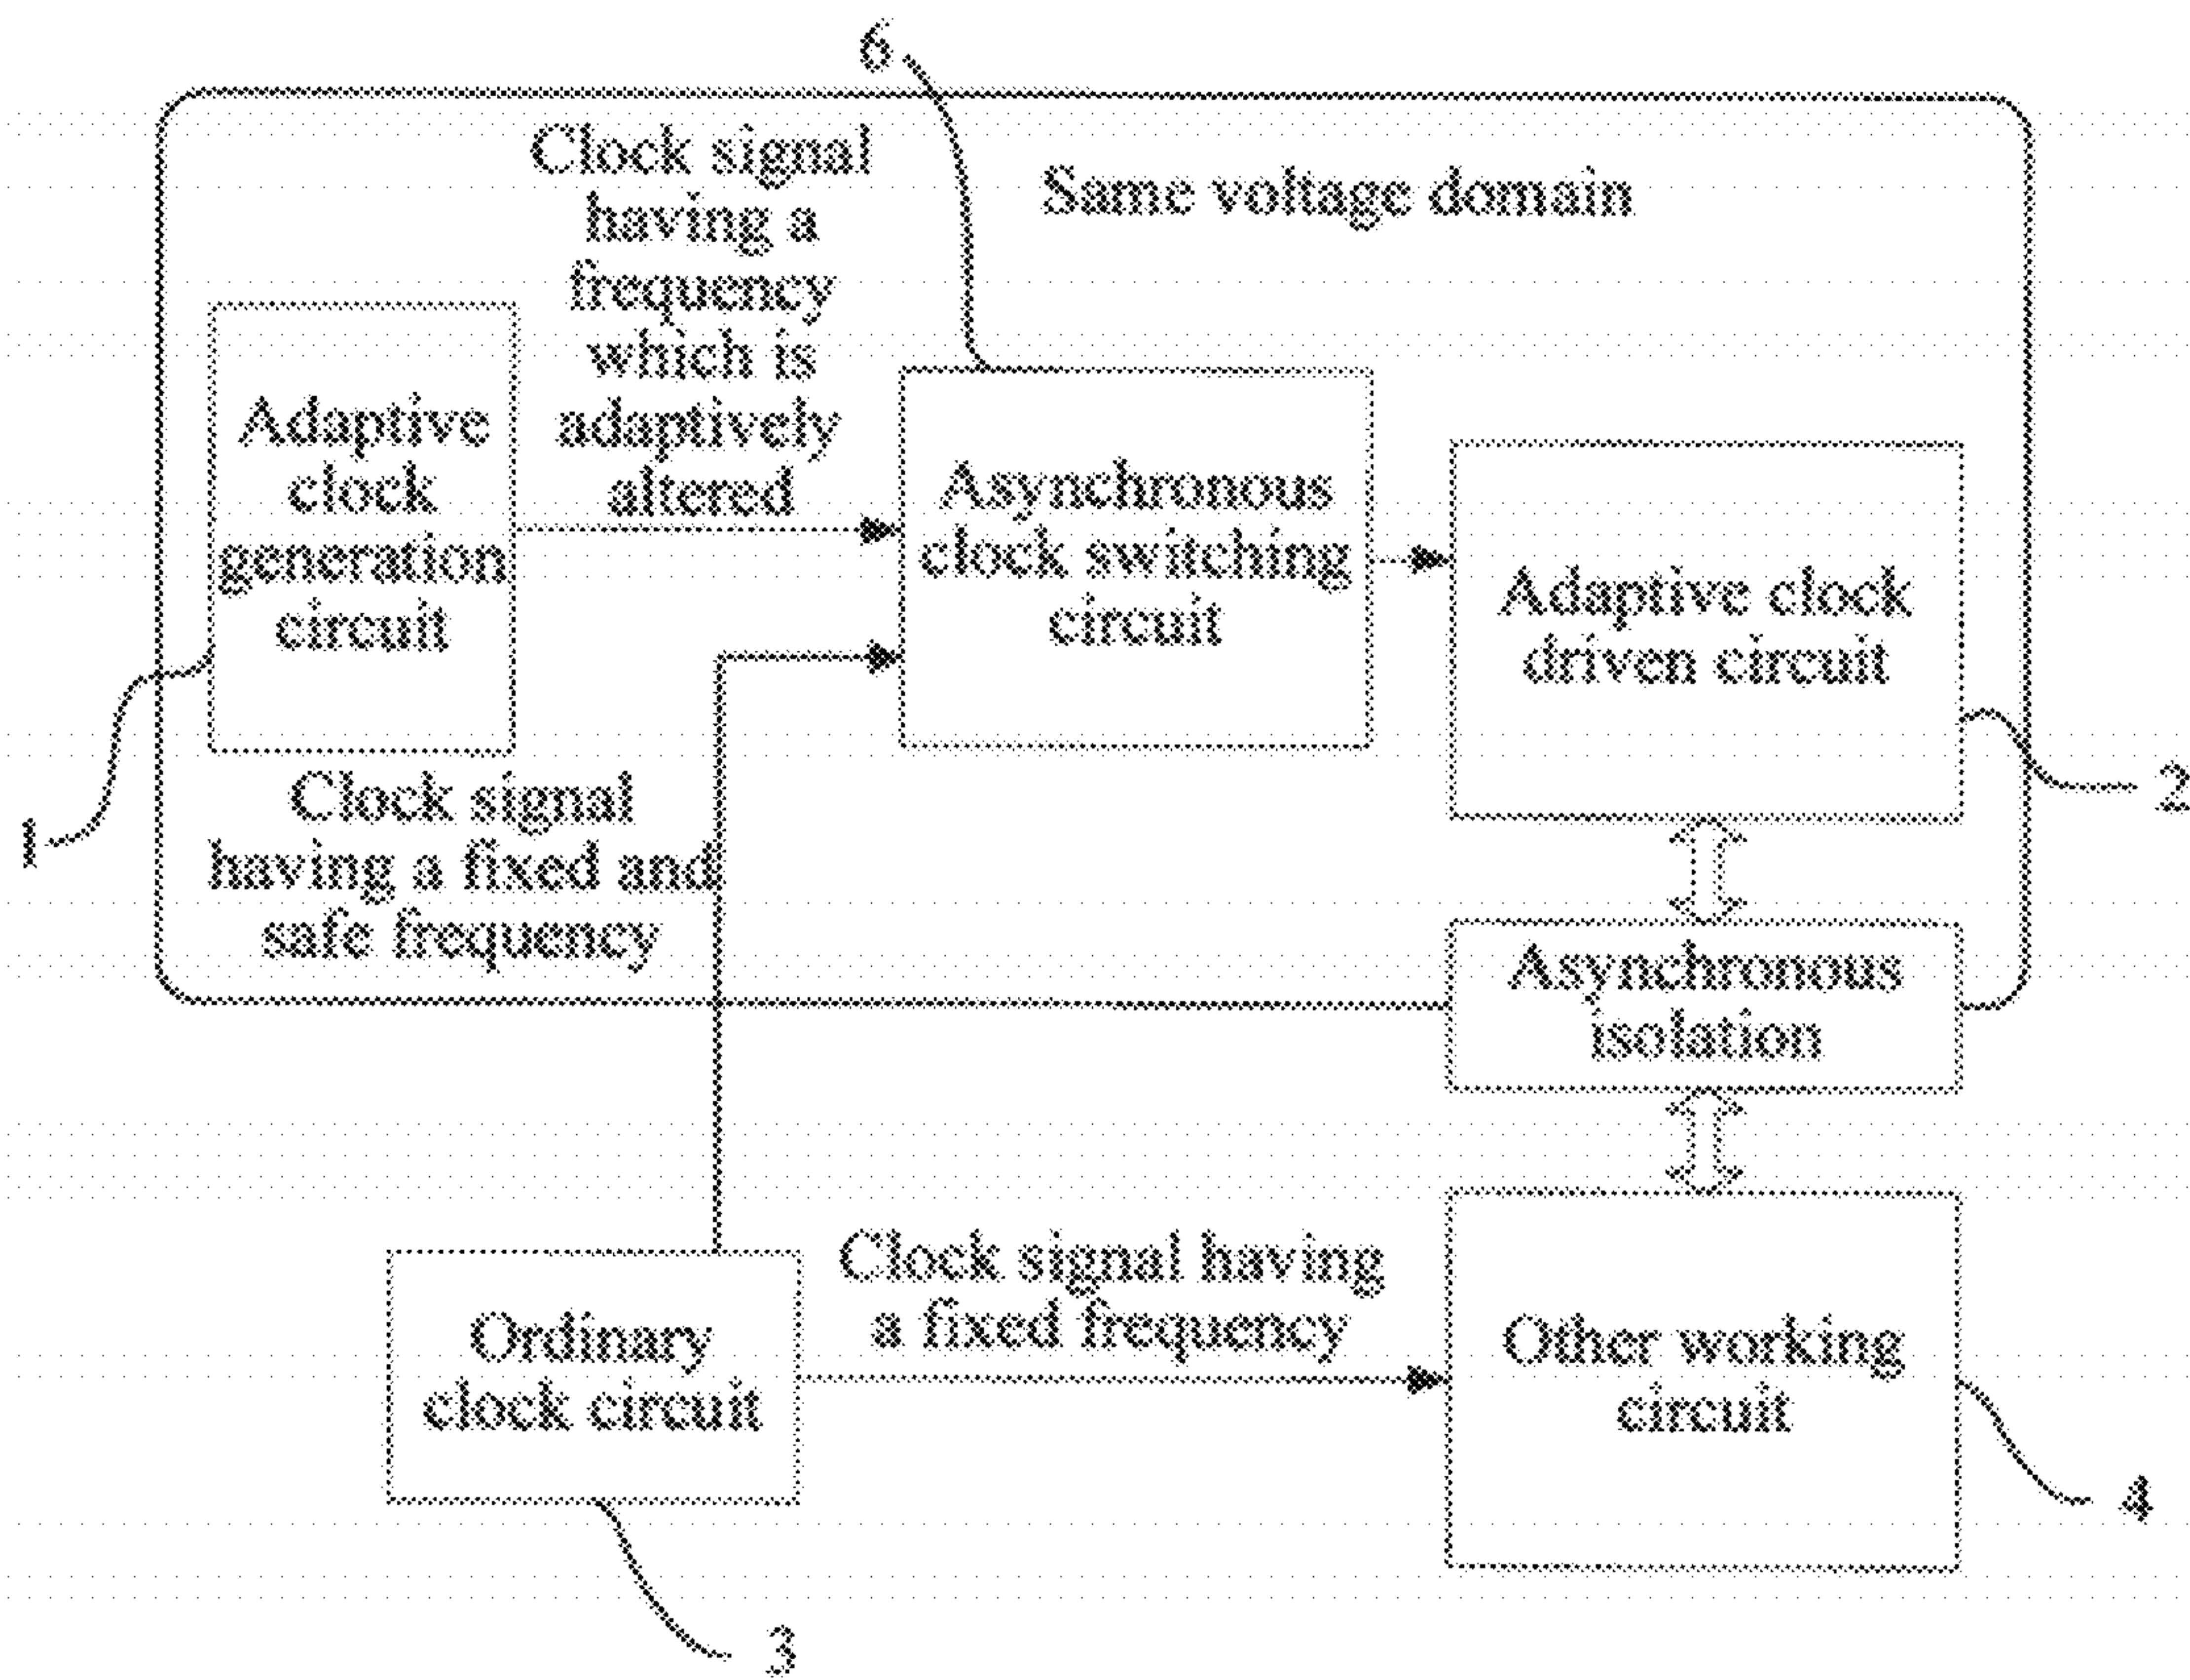 6
Clock signal
having a
frequency
which is
adaptively
altered
Same voltage domain
Adaptive
clock
generation
circuit
Asynchronous
clock switching
circuit
Adaptive clock
driven circuit
1
2
Clock signal
having a fixed and
safe frequency
Asynchronous
isolation
Ordinary
clock circuit
Clock signal having
a fixed frequency
Other working
circuit
4
3